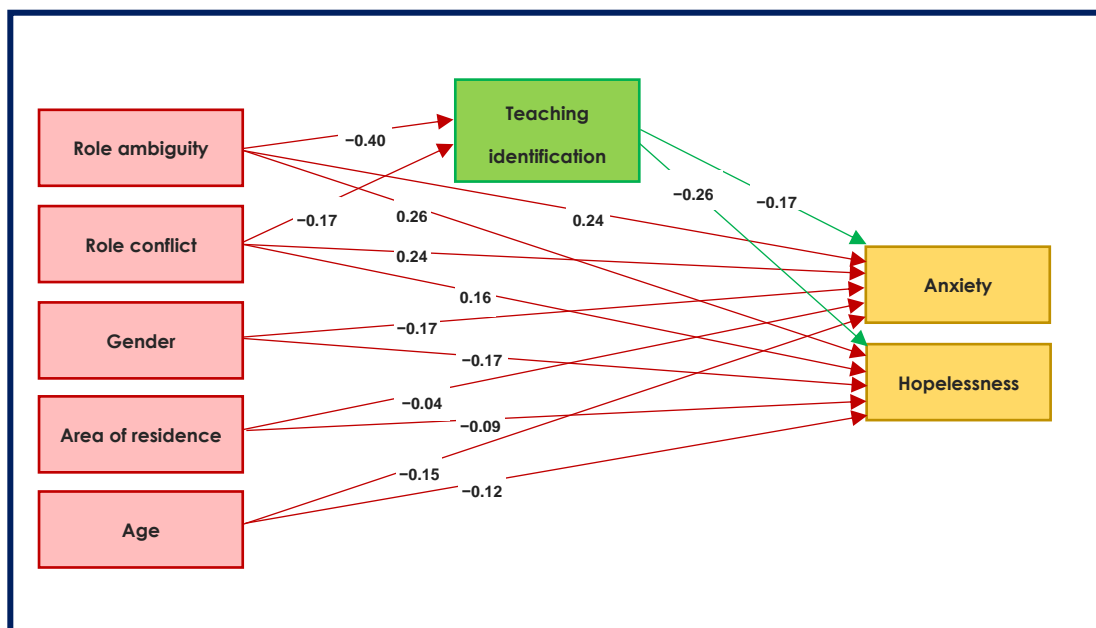 Teaching
identification
Role ambiguity
−0.40
−0.26
−0.17
−0.17
0.26
0.24
Role conflict
0.24
Anxiety
0.16
−0.17
Gender
−0.17
Hopelessness
−0.04
−0.09
Area of residence
−0.15
−0.12
Age